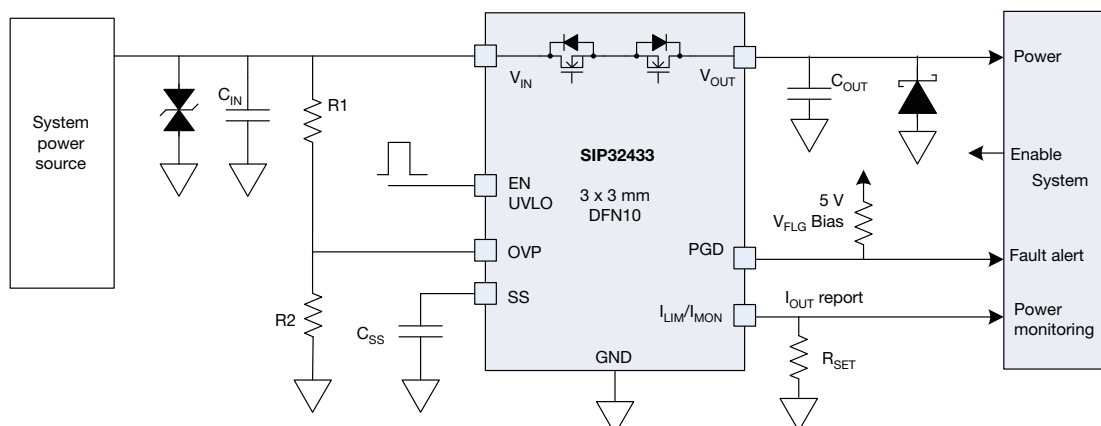 System
power
source
C_IN
R1
R2
V_IN
V_OUT
SIP32433
3 x 3 mm
DFN10
EN
UVLO
OVP
SS
C_SS
PGD
I_LIM/I_MON
GND
C_OUT
5 V
V_FLG Bias
I_OUT report
R_SET
Power
Enable
System
Fault alert
Power
monitoring